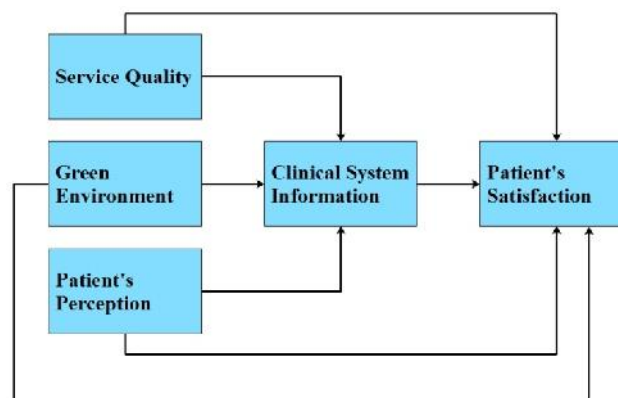 Service Quality
Green
Environment
Clinical System
Information
Patient's
Satisfaction
Patient's
Perception